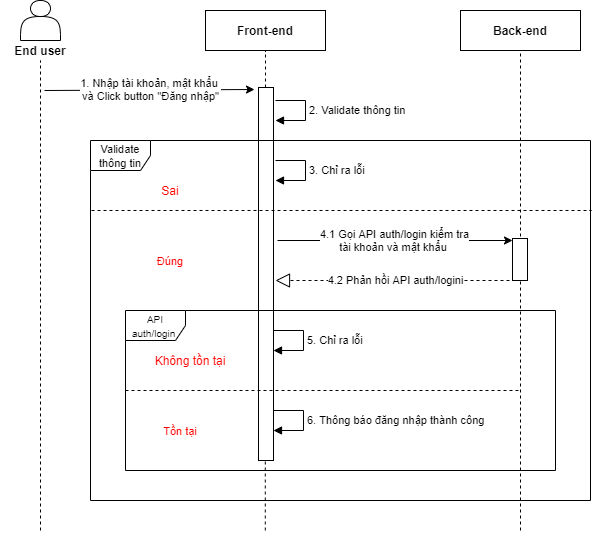 End user
Front-end
Back-end
1. Nhập tài khoản, mật khẩu
và Click button "Đăng nhập"
2. Validate thông tin
Validate
thông tin
3. Chỉ ra lỗi
Sai
4.1 Gọi API auth/login kiểm tra
tài khoản và mật khẩu
Đúng
4.2 Phản hồi API auth/logini
API
auth/login
5. Chỉ ra lỗi
Không tồn tại
6. Thông báo đăng nhập thành công
Tồn tại